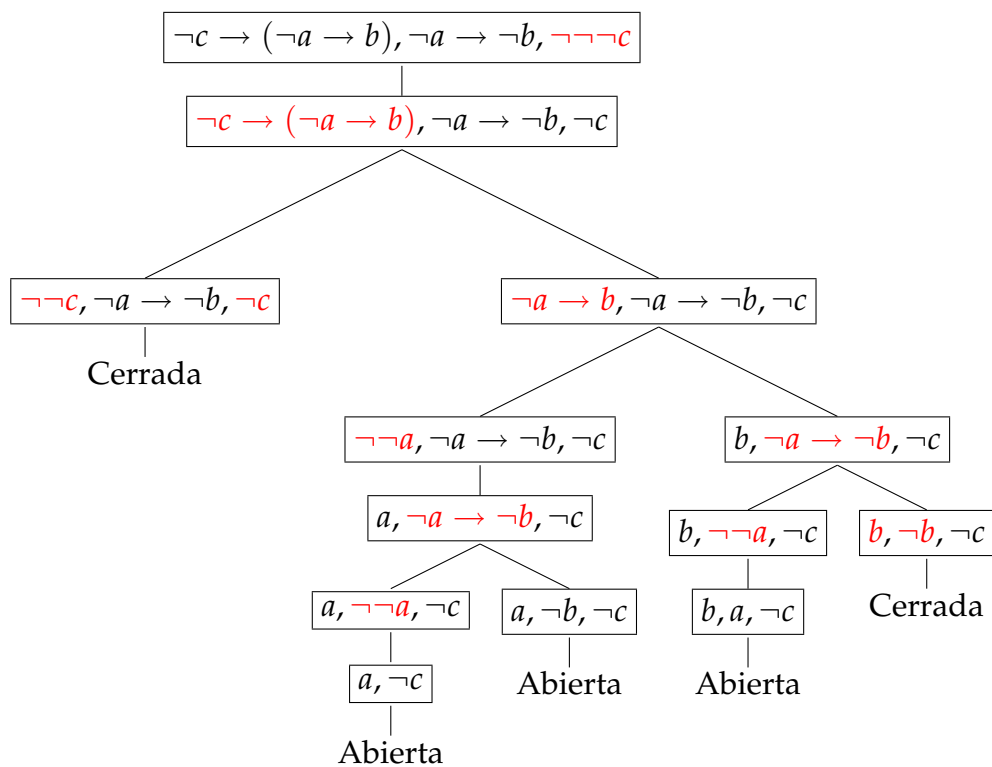 ¬c → (¬a → b), ¬a → ¬b, ¬¬¬c
¬c → (¬a → b), ¬a → ¬b, ¬c
¬¬c, ¬a → ¬b, ¬c
¬a → b, ¬a → ¬b, ¬c
Cerrada
¬¬a, ¬a → ¬b, ¬c
b, ¬a → ¬b, ¬c
a, ¬a → ¬b, ¬c
b, ¬¬a, ¬c
b, ¬b, ¬c
a, ¬¬a, ¬c
a, ¬b, ¬c
b, a, ¬c
Cerrada
a, ¬c
Abierta
Abierta
Abierta